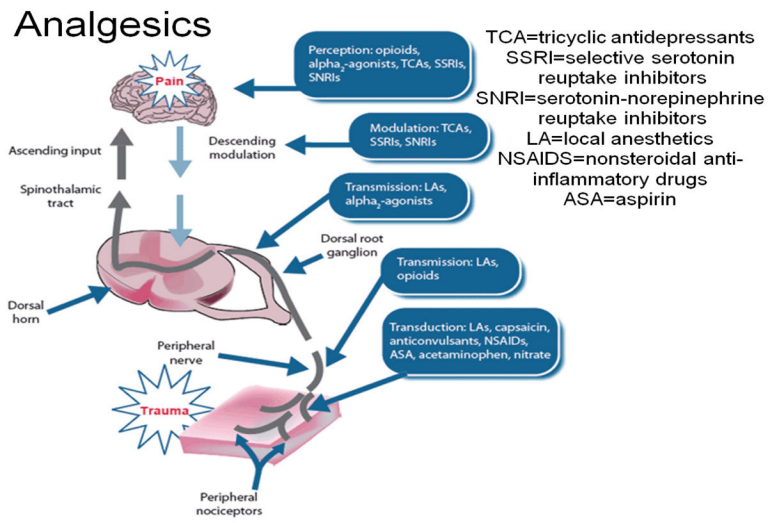 Analgesics
TCA=tricyclic antidepressants
SSRI=selective serotonin
reuptake inhibitors
SNRI=serotonin-norepinephrine
reuptake inhibitors
LA=local anesthetics
NSAIDS=nonsteroidal anti-
inflammatory drugs
ASA=aspirin
Perception: opioids,
alpha₂-agonists, TCAs, SSRIs,
SNRIs
Pain
Modulation: TCAs,
SSRIs, SNRIs
Descending
modulation
Ascending input
Spinothalamic
tract
Transmission: LAs,
alpha₂-agonists
Dorsal root
ganglion
Transmission: LAs,
opioids
Dorsal
horn
Transduction: LAs, capsaicin,
anticonvulsants, NSAIDs,
ASA, acetaminophen, nitrate
Peripheral
nerve
Trauma
Peripheral
nociceptors